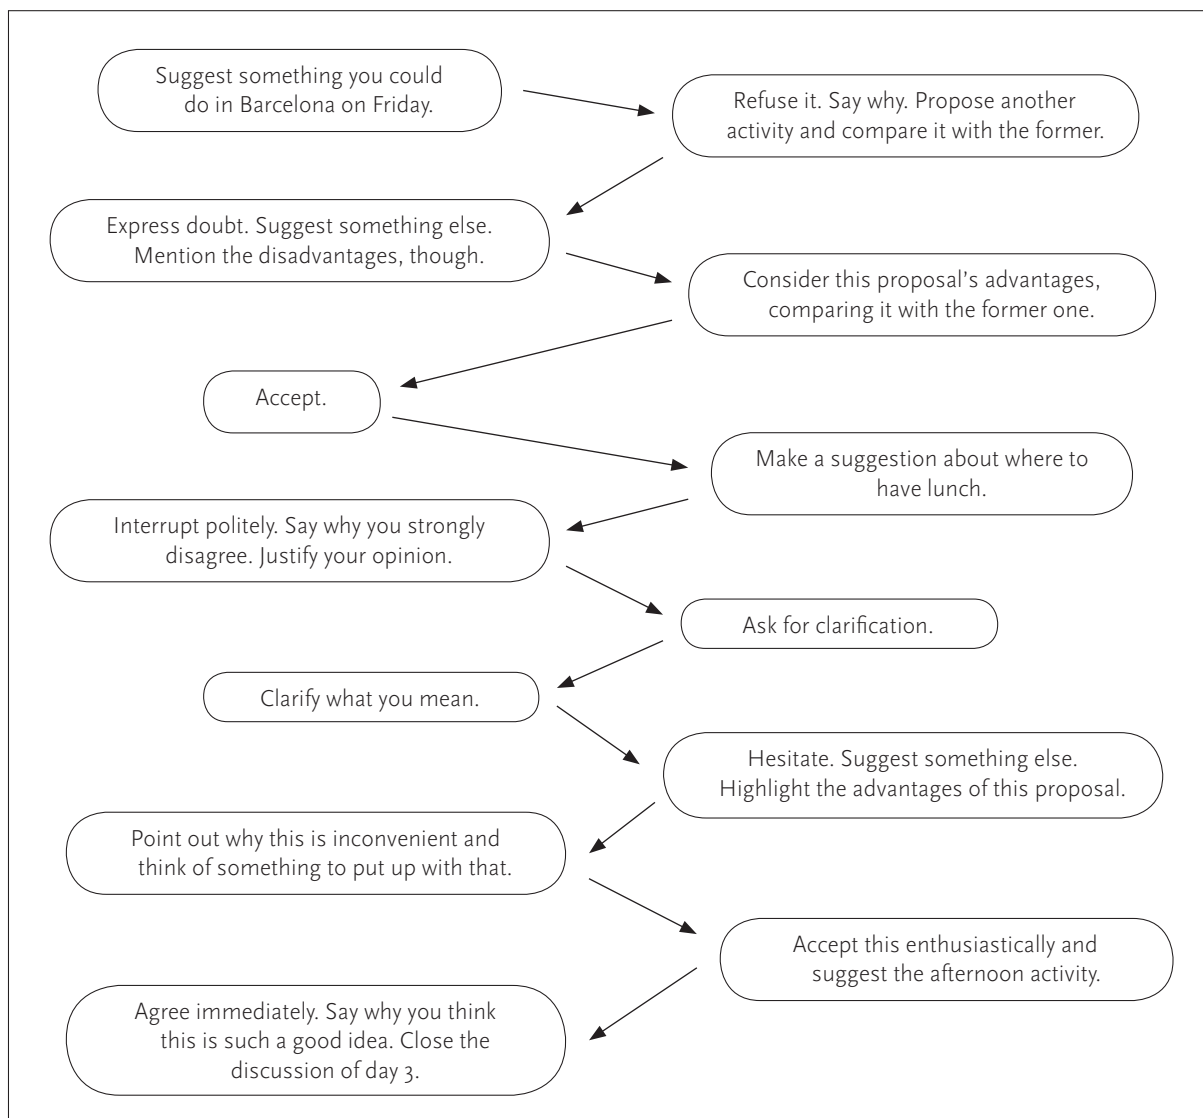 Suggest something you could
do in Barcelona on Friday.
Refuse it. Say why. Propose another
activity and compare it with the former.
Express doubt. Suggest something else.
Mention the disadvantages, though.
Consider this proposal’s advantages,
comparing it with the former one.
Accept.
Make a suggestion about where to
have lunch.
Interrupt politely. Say why you strongly
disagree. Justify your opinion.
Ask for clarification.
Clarify what you mean.
Hesitate. Suggest something else.
Highlight the advantages of this proposal.
Point out why this is inconvenient and
think of something to put up with that.
Accept this enthusiastically and
suggest the afternoon activity.
Agree immediately. Say why you think
this is such a good idea. Close the
discussion of day 3.